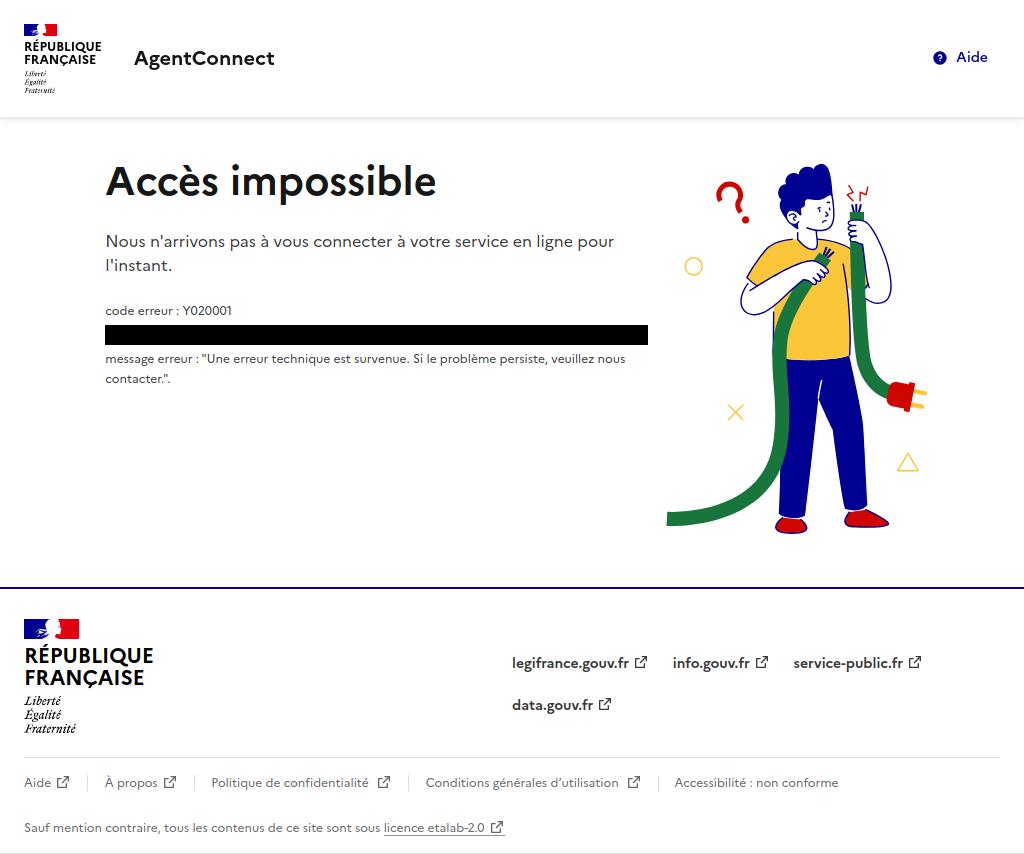 RÉPUBLIQUE
FRANÇAISE
Liberté
Égalité
Fraternité
AgentConnect
Aide
Accès impossible
Nous n'arrivons pas à vous connecter à votre service en ligne pour
l'instant.
code erreur : Y020001
message erreur : "Une erreur technique est survenue. Si le problème persiste, veuillez nous
contacter.".
RÉPUBLIQUE
FRANÇAISE
Liberté
Égalité
Fraternité
legifrance.gouv.fr info.gouv.fr service-public.fr
data.gouv.fr
Aide À propos Politique de confidentialité Conditions générales d’utilisation Accessibilité : non conforme
Sauf mention contraire, tous les contenus de ce site sont sous licence etalab-2.0